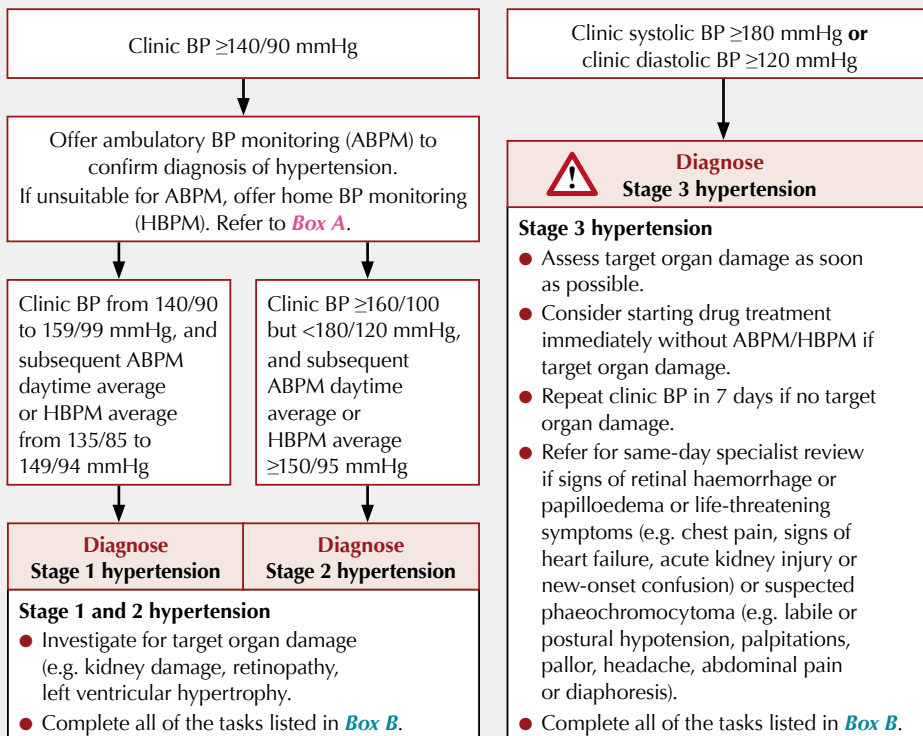 Clinic BP ≥140/90 mmHg
Offer ambulatory BP monitoring (ABPM) to
confirm diagnosis of hypertension.
If unsuitable for ABPM, offer home BP monitoring
(HBPM). Refer to Box A.
Clinic BP from 140/90
to 159/99 mmHg, and
subsequent ABPM
daytime average
or HBPM average
from 135/85 to
149/94 mmHg
Clinic BP ≥160/100
but <180/120 mmHg,
and subsequent
ABPM daytime
average or
HBPM average
≥150/95 mmHg
Diagnose
Stage 1 hypertension
Diagnose
Stage 2 hypertension
Stage 1 and 2 hypertension
● Investigate for target organ damage
(e.g. kidney damage, retinopathy,
left ventricular hypertrophy.
● Complete all of the tasks listed in Box B.
Clinic systolic BP ≥180 mmHg or
clinic diastolic BP ≥120 mmHg
!
Diagnose
Stage 3 hypertension
Stage 3 hypertension
● Assess target organ damage as soon
as possible.
● Consider starting drug treatment
immediately without ABPM/HBPM if
target organ damage.
● Repeat clinic BP in 7 days if no target
organ damage.
● Refer for same-day specialist review
if signs of retinal haemorrhage or
papilloedema or life-threatening
symptoms (e.g. chest pain, signs of
heart failure, acute kidney injury or
new-onset confusion) or suspected
phaeochromocytoma (e.g. labile or
postural hypotension, palpitations,
pallor, headache, abdominal pain
or diaphoresis).
● Complete all of the tasks listed in Box B.